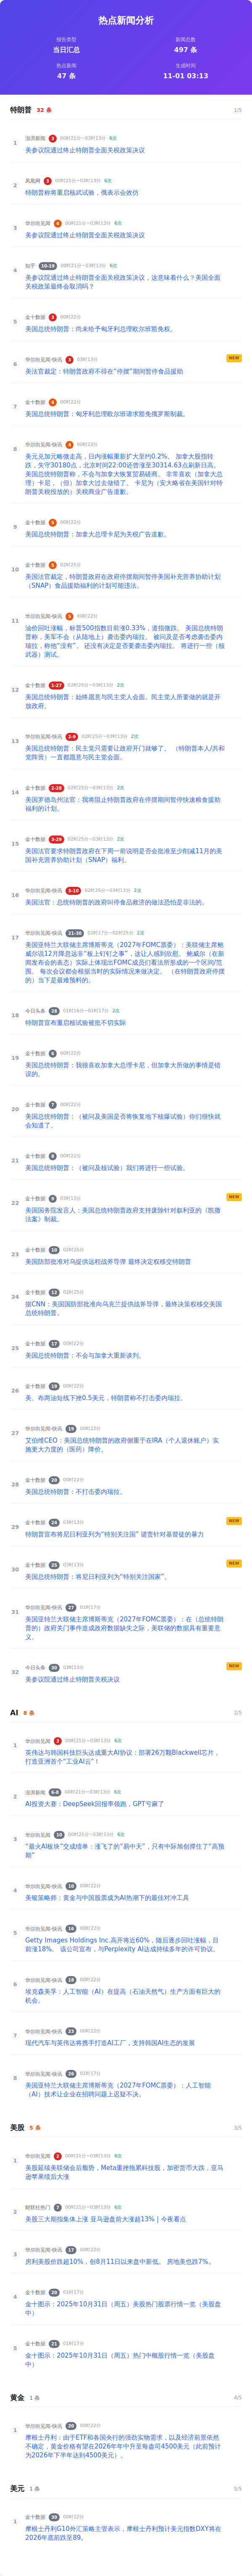 热点新闻分析
报告类型
新闻总数
当日汇总
497 条
热点新闻
生成时间
47 条
11-01 03:13
特朗普 32 条 1/5
1 澎湃新闻 3 00时21分~03时13分 6次
美参议院通过终止特朗普全面关税政策决议
2 凤凰网 3 00时21分~03时13分 6次
特朗普称将重启核武试验，俄表示会效仿
3 华尔街见闻 4 00时21分~03时13分 6次
美参议院通过终止特朗普全面关税政策决议
4 知乎 10-19 00时21分~03时13分 6次
美参议院通过终止特朗普全面关税政策决议，这意味着什么？美国全面
关税政策最终会取消吗？
5 金十数据 3 00时22分
美国总统特朗普：尚未给予匈牙利总理欧尔班豁免权。
6 华尔街见闻-快讯 3 03时13分 NEW
美法官裁定：特朗普政府不得在“停摆”期间暂停食品援助
7 金十数据 4 00时22分
美国总统特朗普：匈牙利总理欧尔班请求豁免俄罗斯制裁。
8 华尔街见闻-快讯 4 00时22分
美元兑加元略微走高，日内涨幅重新扩大至约0.2%。 加拿大股指转
跌，失守30180点，北京时间22:00还曾涨至30314.63点刷新日高。
美国总统特朗普称，不会与加拿大恢复贸易磋商。 非常喜欢（加拿大总
理）卡尼，（但）加拿大过去做错了。 卡尼为（安大略省在美国针对特
朗普关税投放的）关税商业广告道歉。
9 金十数据 5 00时22分
美国总统特朗普：加拿大总理卡尼为关税广告道歉。
10 金十数据 5 02时25分
美国法官裁定，特朗普政府在政府停摆期间暂停美国补充营养协助计划
（SNAP）食品援助福利的计划可能违法。
11 华尔街见闻-快讯 5 00时22分
油价回吐涨幅，标普500指数目前涨0.33%，道指微跌。 美国总统特朗
普称，美军不会（从陆地上）袭击委内瑞拉。 被问及是否考虑袭击委内
瑞拉，称他“没有”。 还没有决定是否要袭击委内瑞拉。 将进行一些（核
武器）测试。
12 金十数据 1-27 02时25分~03时13分 2次
美国总统特朗普：始终愿意与民主党人会面。民主党人所要做的就是开
放政府。
13 华尔街见闻-快讯 2-9 02时25分~03时13分 2次
美国总统特朗普：民主党只需要让政府开门就够了。 （特朗普本人/共和
党阵营）一直都愿意与民主党会面。
14 金十数据 2-28 02时25分~03时13分 2次
美国罗德岛州法官：我将阻止特朗普政府在停摆期间暂停快速粮食援助
福利的计划。
15 金十数据 3-29 02时25分~03时13分 2次
美国法官要求特朗普政府在下周一前说明是否会批准至少削减11月的美
国补充营养协助计划（SNAP）福利。
16 华尔街见闻-快讯 5-10 02时25分~03时13分 2次
美国法官：总统特朗普的政府叫停食品救济的做法恐怕是非法的。
17 华尔街见闻-快讯 21-30 01时17分~02时25分 2次
美国亚特兰大联储主席博斯蒂克（2027年FOMC票委）：美联储主席鲍
威尔说12月降息远非“板上钉钉之事”，这让人感到欣慰。 鲍威尔（在新
闻发布会的表态）实际上体现出FOMC成员们看法所形成的一个区间/范
围。 每次会议都会根据当时的实际情况来做决定。 （在特朗普政府停摆
的）当下是最难预料的。
18 今日头条 28 01时16分~01时17分 2次
特朗普宣布重启核试验被批不切实际
19 金十数据 6 00时22分
美国总统特朗普：我很喜欢加拿大总理卡尼，但加拿大所做的事情是错
误的。
20 金十数据 7 00时22分
美国总统特朗普：（被问及美国是否将恢复地下核爆试验）你们很快就
会知道了。
21 金十数据 8 00时22分
美国总统特朗普：（被问及核试验）我们将进行一些试验。
22 金十数据 9 03时13分 NEW
美国国务院发言人：美国总统特朗普政府支持废除针对叙利亚的《凯撒
法案》制裁。
23 金十数据 10 02时25分
美国防部批准对乌提供远程战斧导弹 最终决定权移交特朗普
24 金十数据 12 02时25分
据CNN：美国国防部批准向乌克兰提供战斧导弹，最终决策权移交美国
总统特朗普。
25 金十数据 17 00时22分
美国总统特朗普：不会与加拿大重新谈判。
26 金十数据 18 00时22分
美、布两油短线下挫0.5美元，特朗普称不打击委内瑞拉。
27 华尔街见闻-快讯 19 00时22分
艾伯维CEO：美国总统特朗普的政府侧重于在IRA（个人退休账户）实
施更大力度的（医药）降价。
28 金十数据 20 00时22分
美国总统特朗普：不打击委内瑞拉。
29 金十数据 24 03时13分 NEW
特朗普宣布将尼日利亚列为“特别关注国” 谴责针对基督徒的暴力
30 金十数据 25 03时13分 NEW
美国总统特朗普：将尼日利亚列为“特别关注国家”。
31 华尔街见闻-快讯 27 01时17分
美国亚特兰大联储主席博斯蒂克（2027年FOMC票委）：在（总统特朗
普的）政府关门事件造成政府数据缺失之际，美联储的数据具有重要意
义。
32 今日头条 30 03时13分 NEW
美参议院通过终止特朗普关税决议
AI 8 条 2/5
1 华尔街见闻 3 00时21分~03时13分 6次
英伟达与韩国科技巨头达成重大AI协议：部署26万颗Blackwell芯片，
打造亚洲首个“工业AI云”！
2 澎湃新闻 6-8 00时21分~03时13分 6次
AI投资大赛：DeepSeek回报率领跑，GPT亏麻了
3 华尔街见闻 10 00时21分~03时13分 6次
“最火AI板块”交成绩单：涨飞了的“易中天”，只有中际旭创撑住了“高预
期”
4 华尔街见闻-快讯 10 00时22分
美银策略师：黄金与中国股票成为AI热潮下的最佳对冲工具
5 华尔街见闻-快讯 16 00时22分
Getty Images Holdings Inc.高开将近60%，随后逐步回吐涨幅，目
前涨18%。 该公司宣布，与Perplexity AI达成持续多年的许可协议。
6 华尔街见闻-快讯 18 00时22分
埃克森美孚：人工智能（AI）在提高（石油天然气）生产方面有巨大的
机会。
7 华尔街见闻-快讯 23 00时22分
现代汽车与英伟达将携手打造AI工厂，支持韩国AI生态的发展
8 华尔街见闻-快讯 26 01时17分
美国亚特兰大联储主席博斯蒂克（2027年FOMC票委）：人工智能
（AI）技术让企业在招聘问题上迟疑不决。
美股 5 条 3/5
1 华尔街见闻 2 00时21分~03时13分 6次
美股延续美联储会后颓势，Meta重挫拖累科技股，加密货币大跌，亚马
逊苹果绩后大涨
2 财联社热门 7 00时21分~03时13分 6次
美股三大期指集体上涨 亚马逊盘前大涨超13% | 今夜看点
3 华尔街见闻-快讯 17 00时22分
房利美股价跌超10%，创8月11日以来盘中新低。 房地美也跌7%。
4 金十数据 20 01时17分
金十图示：2025年10月31日（周五）美股热门股票行情一览（美股盘
中）
5 金十数据 21 01时17分
金十图示：2025年10月31日（周五）热门中概股行情一览（美股盘
中）
黄金 1 条 4/5
1 华尔街见闻-快讯 20 00时22分
摩根士丹利：由于ETF和各国央行的强劲实物需求，以及经济前景依然
不确定，黄金价格有望在2026年年中升至每盎司4500美元（此前预计
为2026年下半年达到4500美元）。
美元 1 条 5/5
1 金十数据 30 00时22分
摩根士丹利G10外汇策略主管表示，摩根士丹利预计美元指数DXY将在
2026年底前跌至89。